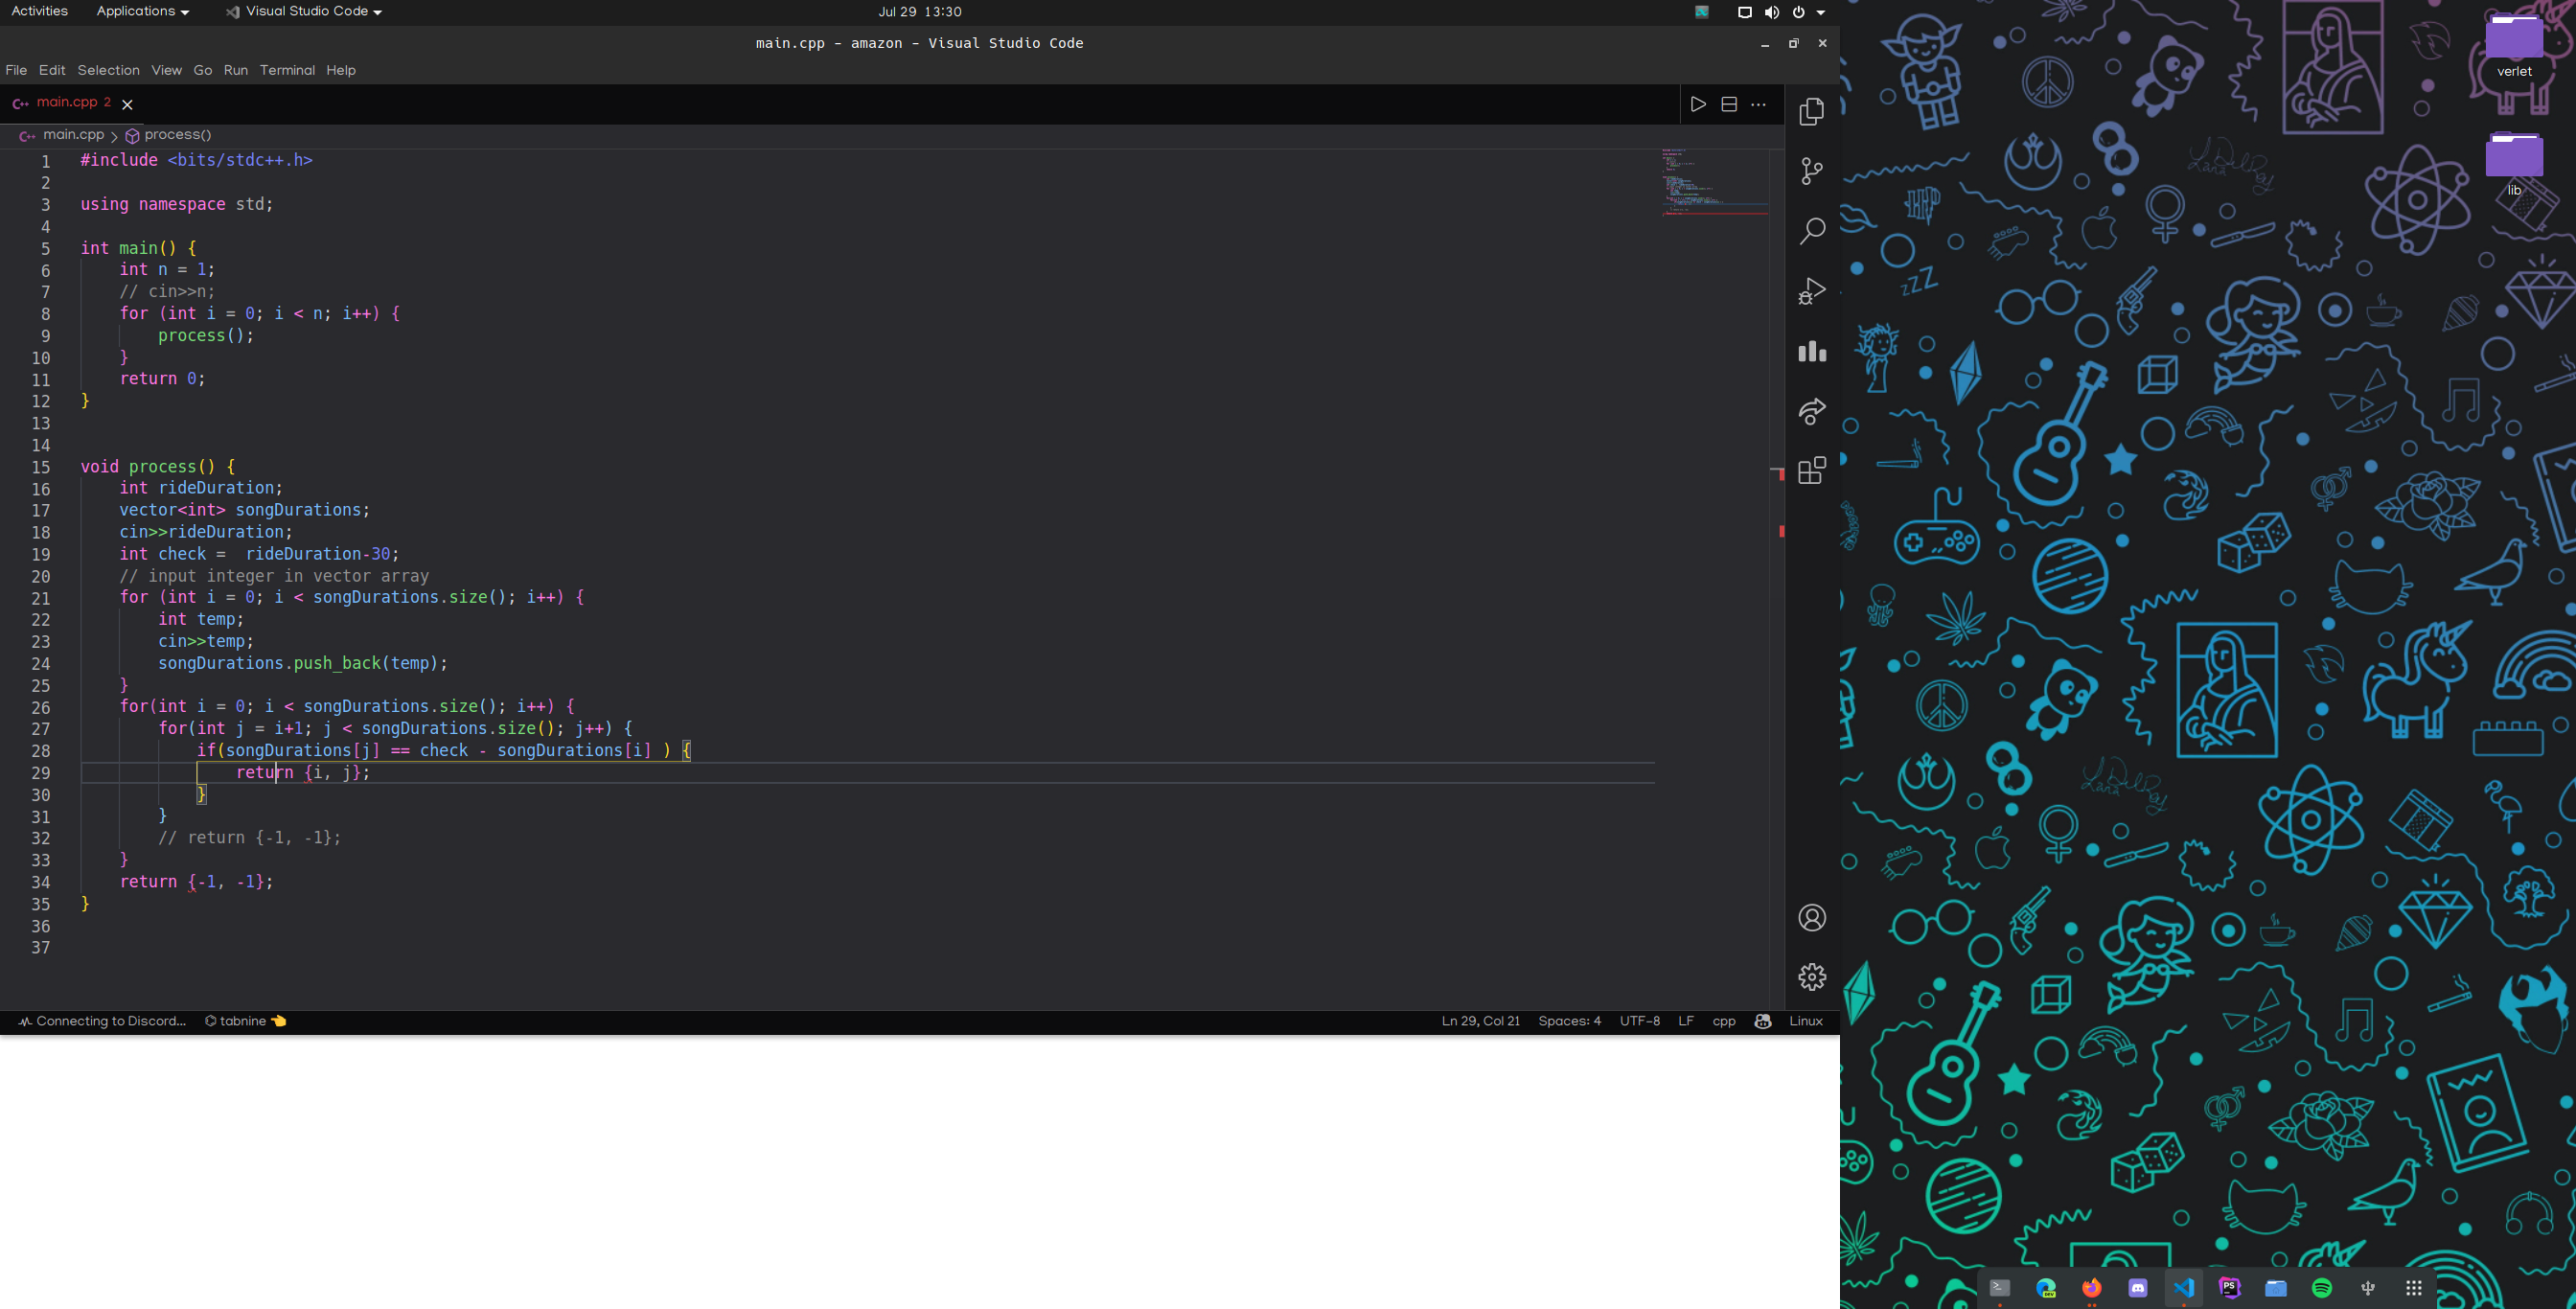 Activities Applications Visual Studio Code Jul 29 13:30
main.cpp - amazon - Visual Studio Code
File Edit Selection View Go Run Terminal Help
C++ main.cpp 2
C++ main.cpp > process()
1 #include <bits/stdc++.h>
2
3 using namespace std;
4
5 int main() {
6 int n = 1;
7 // cin>>n;
8 for (int i = 0; i < n; i++) {
9 process();
10 }
11 return 0;
12 }
13
14
15 void process() {
16 int rideDuration;
17 vector<int> songDurations;
18 cin>>rideDuration;
19 int check =  rideDuration-30;
20 // input integer in vector array
21 for (int i = 0; i < songDurations.size(); i++) {
22 int temp;
23 cin>>temp;
24 songDurations.push_back(temp);
25 }
26 for(int i = 0; i < songDurations.size(); i++) {
27 for(int j = i+1; j < songDurations.size(); j++) {
28 if(songDurations[j] == check - songDurations[i] ) {
29 return {i, j};
30 }
31 }
32 // return {-1, -1};
33 }
34 return {-1, -1};
35 }
36
37
Connecting to Discord... tabnine Ln 29, Col 21 Spaces: 4 UTF-8 LF cpp Linux
verlet
lib
zZZ
PS
DEV